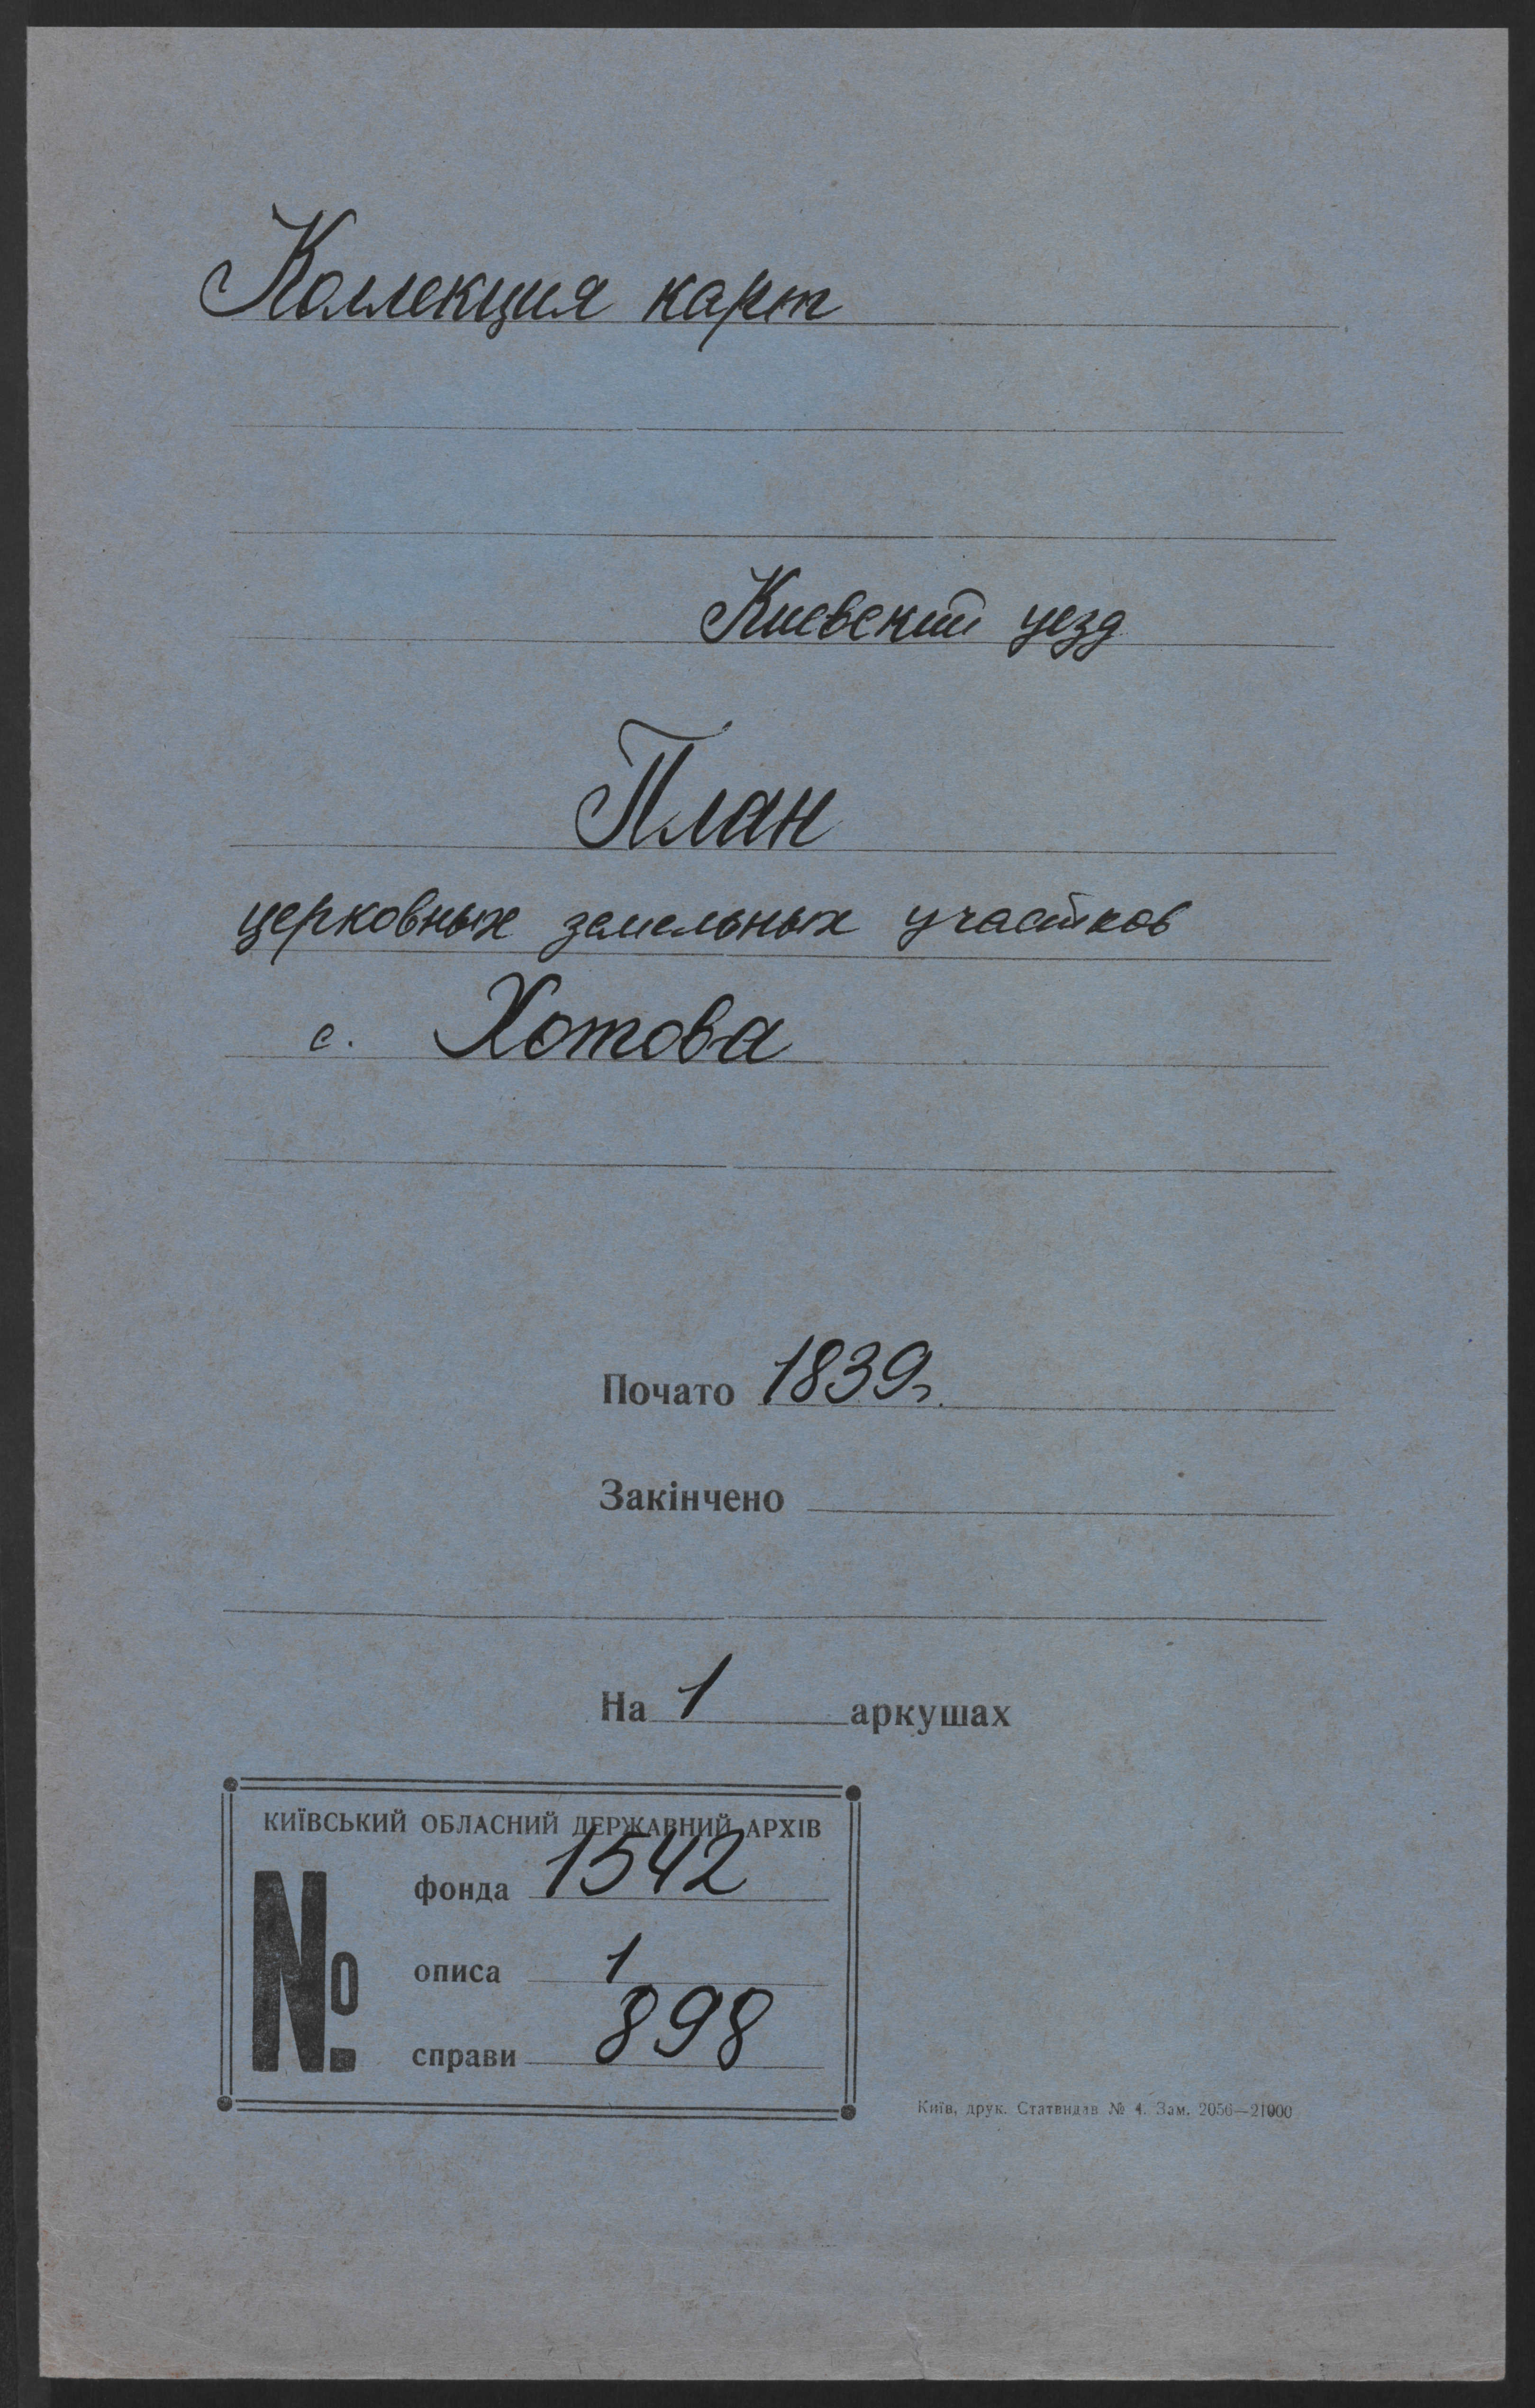 Коллекция карт
Киевский уезд
План
церковных земельных участков
с. Хотова
Почато 1839г.
Закінчено
На 1 аркушах
КИЇВСЬКИЙ ОБЛАСНИЙ ДЕРЖАВНИЙ АРХІВ
№
фонда 1542
описа 1
справи 898
Київ, друк. Статвидав № 4. Зам. 2056—21000